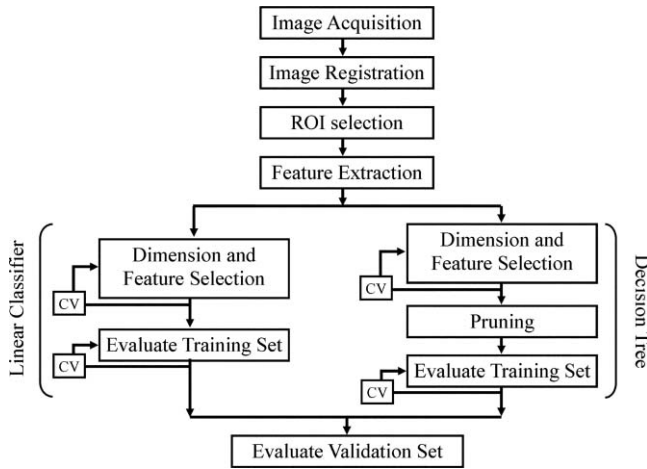 Image Acquisition
Image Registration
ROI selection
Feature Extraction
Linear Classifier
Dimension and
Feature Selection
CV
Evaluate Training Set
CV
Decision Tree
Dimension and
Feature Selection
CV
Pruning
Evaluate Training Set
CV
Evaluate Validation Set